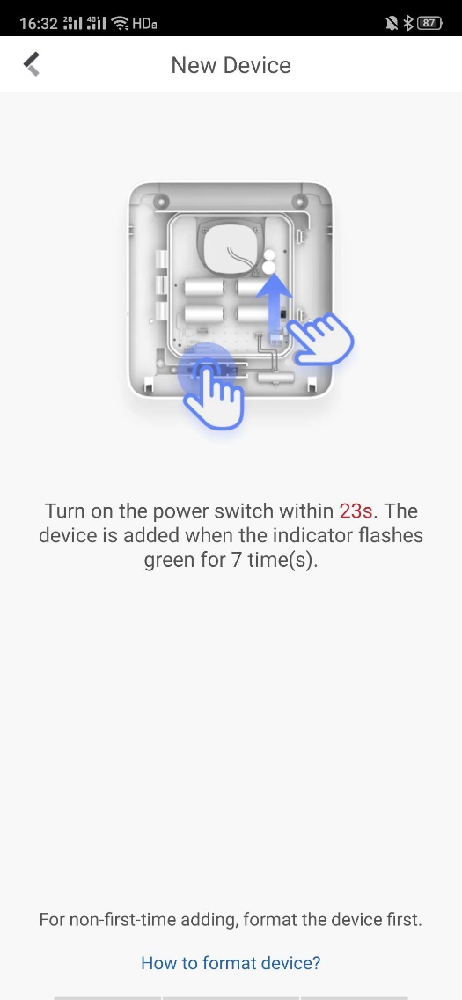 16:32 2G 4G HD
87
New Device
Turn on the power switch within 23s. The
device is added when the indicator flashes
green for 7 time(s).
For non-first-time adding, format the device first.
How to format device?